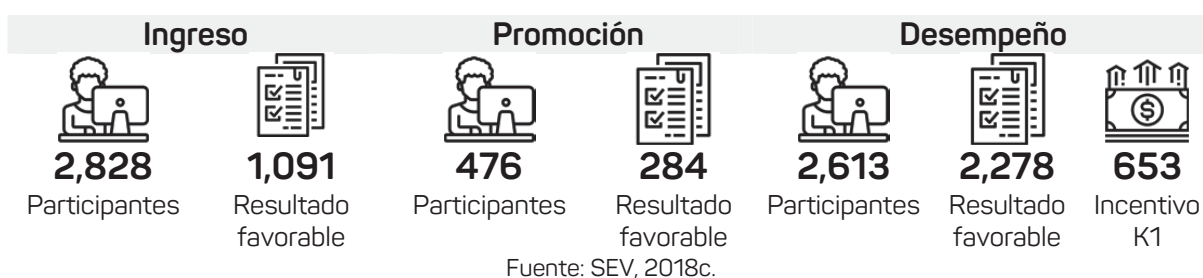 Ingreso
Promoción
Desempeño
2,828
1,091
476
284
2,613
2,278
653
Participantes
Resultado
favorable
Participantes
Resultado
favorable
Participantes
Resultado
favorable
Incentivo
K1
Fuente: SEV, 2018c.